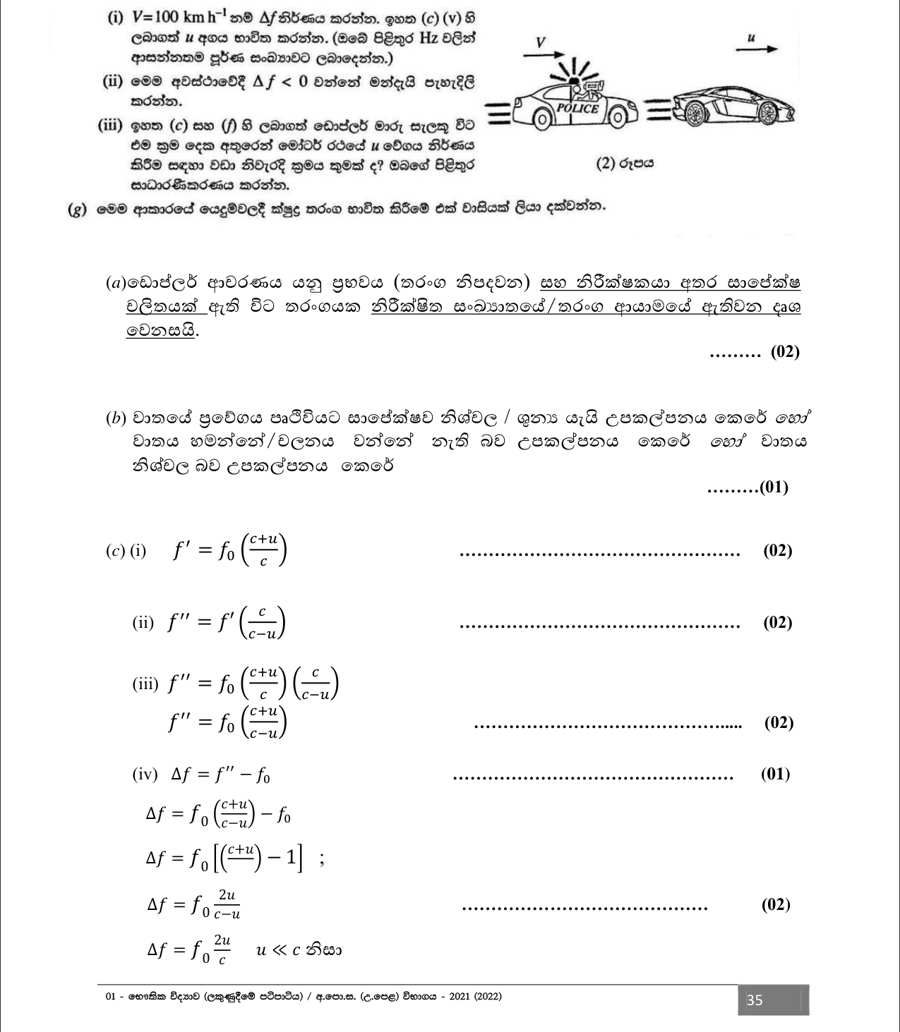 (i) V=100 km h⁻¹ නම් Δf නිර්ණය කරන්න. ඉහත (c) (v) හි
ලබාගත් u අගය භාවිත කරන්න. (ඔබේ පිළිතුර Hz වලින්
ආසන්නතම පූර්ණ සංඛ්‍යාවට ලබාදෙන්න.)
(ii) මෙම අවස්ථාවේදී Δf < 0 වන්නේ මන්දැයි පැහැදිලි
කරන්න.
(iii) ඉහත (c) සහ (f) හි ලබාගත් ඩොප්ලර් මාරු සැලකූ විට
එම ක්‍රම දෙක අතුරෙන් මෝටර් රථයේ u වේගය නිර්ණය
කිරීම සඳහා වඩා නිවැරදි ක්‍රමය කුමක් ද? ඔබගේ පිළිතුර
සාධාරණීකරණය කරන්න.
V
u
POLICE
(2) රූපය
(g) මෙම ආකාරයේ යෙදුම්වලදී ක්ෂුද්‍ර තරංග භාවිත කිරීමේ එක් වාසියක් ලියා දක්වන්න.
(a)ඩොප්ලර් ආචරණය යනු ප්‍රභවය (තරංග නිපදවන) සහ නිරීක්ෂකයා අතර සාපේක්ෂ
චලිතයක් ඇති විට තරංගයක නිරීක්ෂිත සංඛ්‍යාතයේ/තරංග ආයාමයේ ඇතිවන දෘශ
වෙනසයි.
......... (02)
(b) වාතයේ ප්‍රවේගය පෘථිවියට සාපේක්ෂව නිශ්චල / ශුන්‍ය යැයි උපකල්පනය කෙරේ හෝ
වාතය හමන්නේ/චලනය වන්නේ නැති බව උපකල්පනය කෙරේ හෝ වාතය
නිශ්චල බව උපකල්පනය කෙරේ
.........(01)
(c) (i) f′ = f₀ ((c+u)/c) ................................................ (02)
(ii) f″ = f′ (c/(c−u)) ................................................ (02)
(iii) f″ = f₀ ((c+u)/c) (c/(c−u))
f″ = f₀ ((c+u)/(c−u)) ................................................ (02)
(iv) Δf = f″ − f₀ ................................................ (01)
Δf = f₀ ((c+u)/(c−u)) − f₀
Δf = f₀ [((c+u)/(c−u)) − 1] ;
Δf = f₀ 2u/(c−u) .......................................... (02)
Δf = f₀ 2u/c u ≪ c නිසා
01 - භෞතික විද්‍යාව (ලකුණුදීමේ පටිපාටිය) / අ.පො.ස. (උ.පෙළ) විභාගය - 2021 (2022)
35